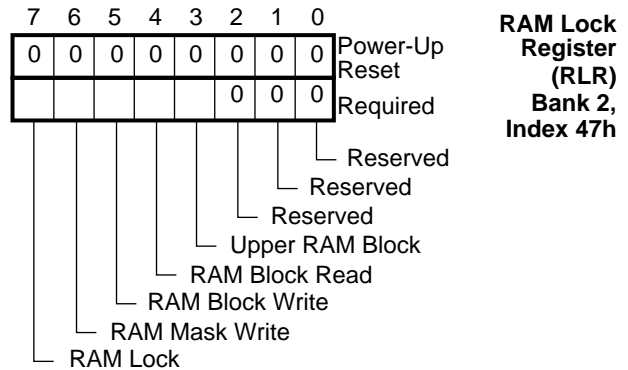 7 6 5 4 3 2 1 0
0 0 0 0 0 0 0 0 Power-Up
Reset
0 0 0 Required
Reserved
Reserved
Reserved
Upper RAM Block
RAM Block Read
RAM Block Write
RAM Mask Write
RAM Lock
RAM Lock
Register
(RLR)
Bank 2,
Index 47h